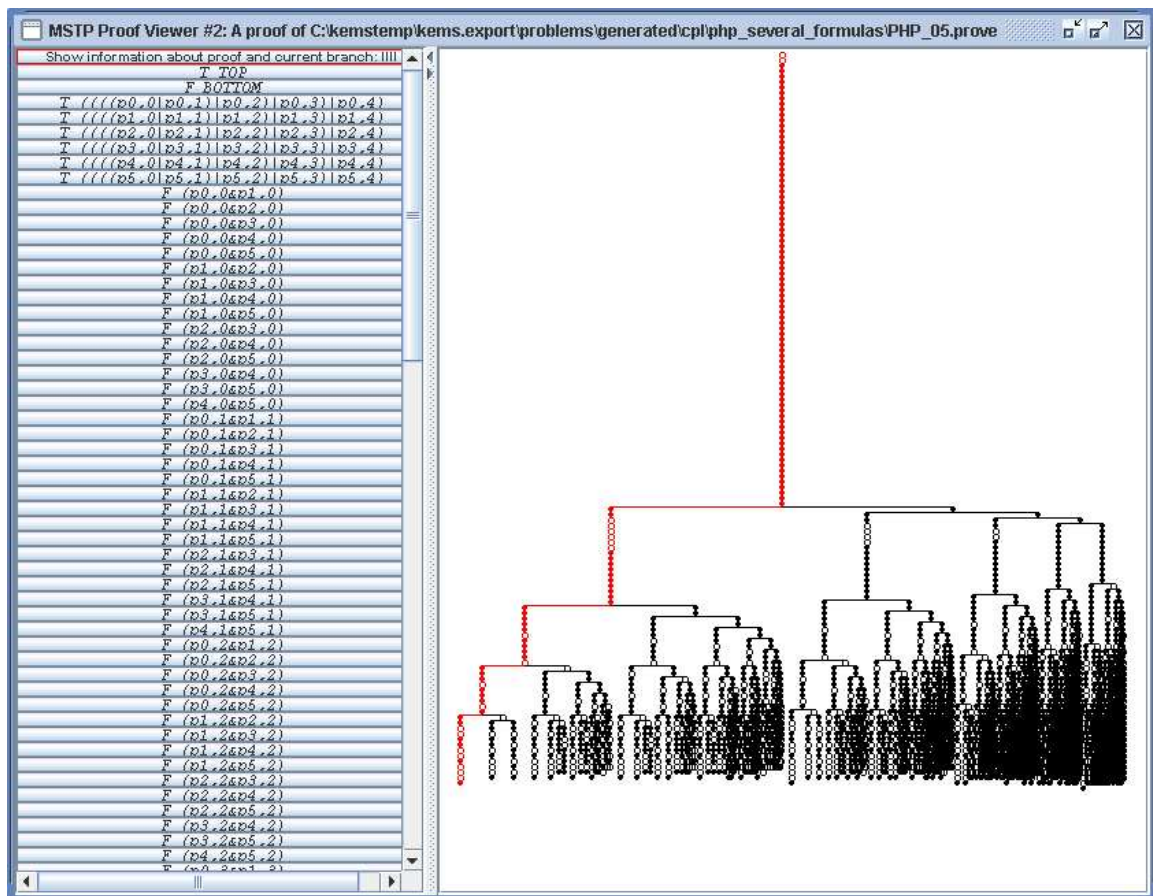 MSTP Proof Viewer #2: A proof of C:\kemstemp\kems.export\problems\generated\cpl\php_several_formulas\PHP_05.prove
Show information about proof and current branch: llll
T TOP
F BOTTOM
T ((((p0,0|p0,1)|p0,2)|p0,3)|p0,4)
T ((((p1,0|p1,1)|p1,2)|p1,3)|p1,4)
T ((((p2,0|p2,1)|p2,2)|p2,3)|p2,4)
T ((((p3,0|p3,1)|p3,2)|p3,3)|p3,4)
T ((((p4,0|p4,1)|p4,2)|p4,3)|p4,4)
T ((((p5,0|p5,1)|p5,2)|p5,3)|p5,4)
F (p0,0&p1,0)
F (p0,0&p2,0)
F (p0,0&p3,0)
F (p0,0&p4,0)
F (p0,0&p5,0)
F (p1,0&p2,0)
F (p1,0&p3,0)
F (p1,0&p4,0)
F (p1,0&p5,0)
F (p2,0&p3,0)
F (p2,0&p4,0)
F (p2,0&p5,0)
F (p3,0&p4,0)
F (p3,0&p5,0)
F (p4,0&p5,0)
F (p0,1&p1,1)
F (p0,1&p2,1)
F (p0,1&p3,1)
F (p0,1&p4,1)
F (p0,1&p5,1)
F (p1,1&p2,1)
F (p1,1&p3,1)
F (p1,1&p4,1)
F (p1,1&p5,1)
F (p2,1&p3,1)
F (p2,1&p4,1)
F (p2,1&p5,1)
F (p3,1&p4,1)
F (p3,1&p5,1)
F (p4,1&p5,1)
F (p0,2&p1,2)
F (p0,2&p2,2)
F (p0,2&p3,2)
F (p0,2&p4,2)
F (p0,2&p5,2)
F (p1,2&p2,2)
F (p1,2&p3,2)
F (p1,2&p4,2)
F (p1,2&p5,2)
F (p2,2&p3,2)
F (p2,2&p4,2)
F (p2,2&p5,2)
F (p3,2&p4,2)
F (p3,2&p5,2)
F (p4,2&p5,2)
F (p0,3&p1,3)